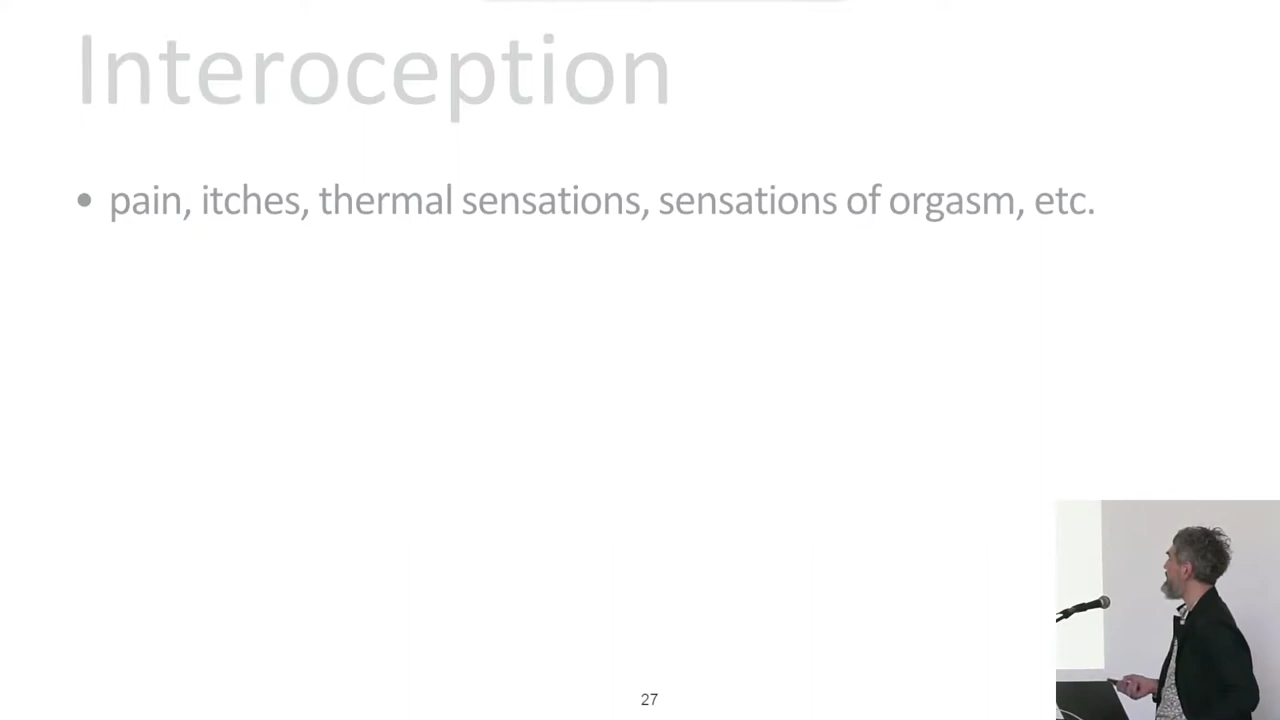 Interoception
• pain, itches, thermal sensations, sensations of orgasm, etc.
27